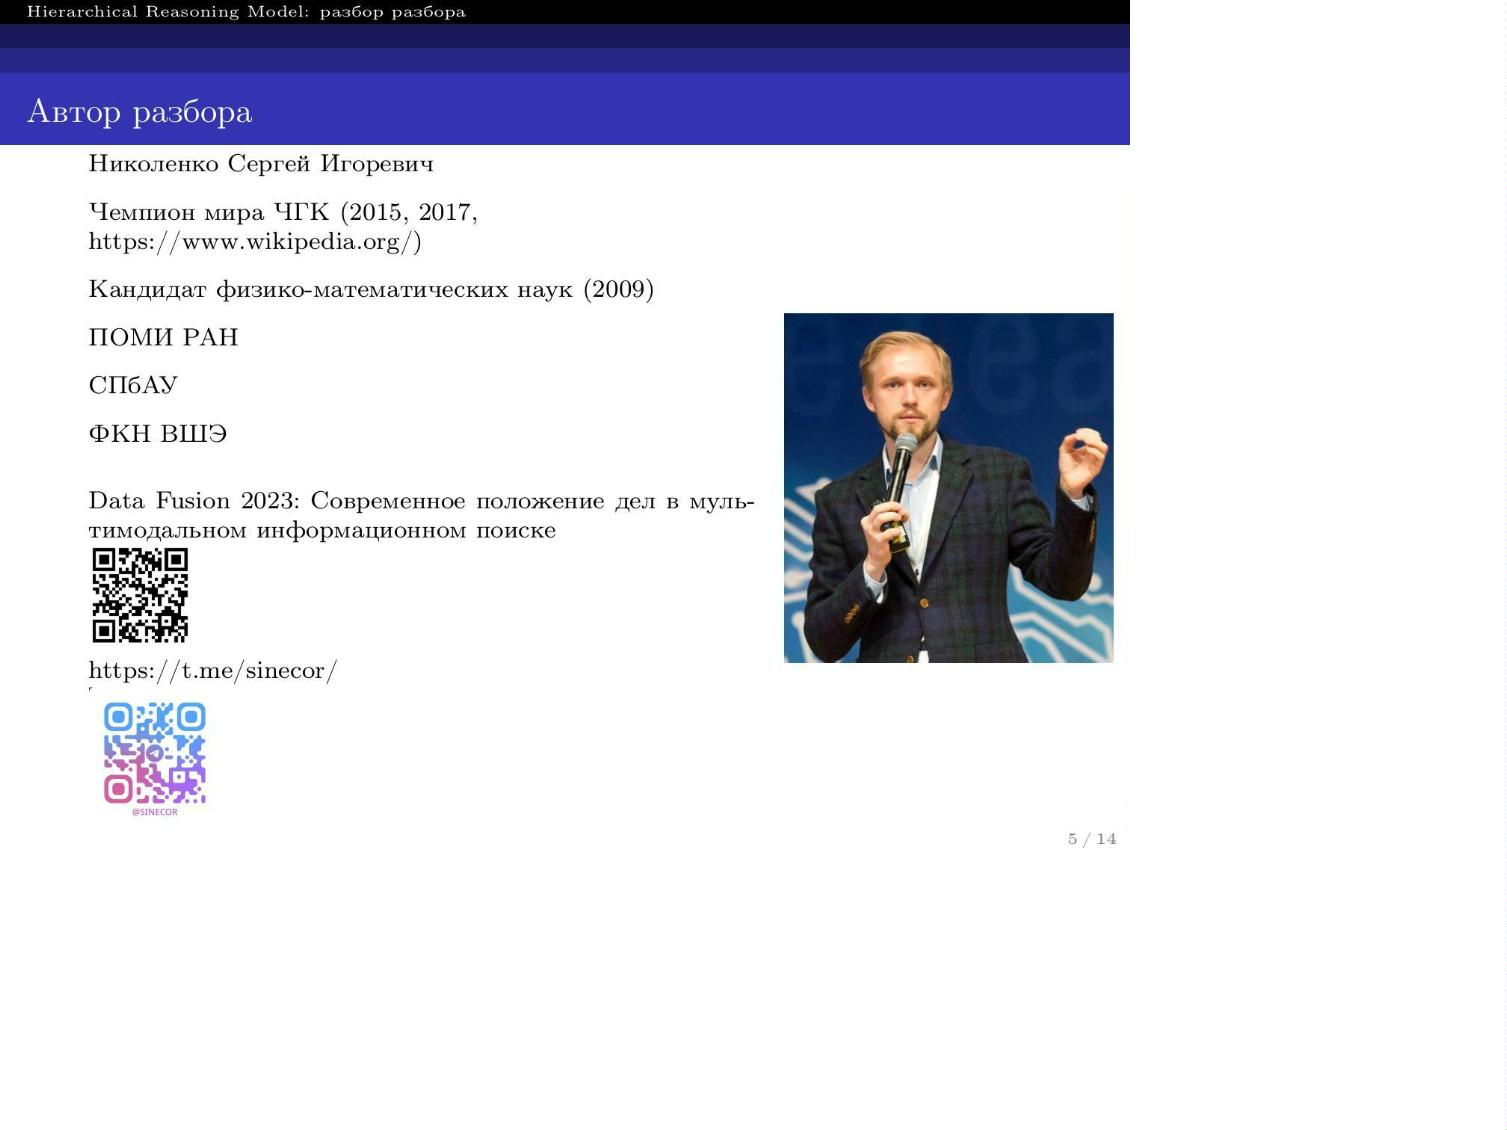 Hierarchical Reasoning Model: разбор разбора
Автор разбора
Николенко Сергей Игоревич
Чемпион мира ЧГК (2015, 2017,
https://www.wikipedia.org/)
Кандидат физико-математических наук (2009)
ПОМИ РАН
СПбАУ
ФКН ВШЭ
Data Fusion 2023: Современное положение дел в муль-
тимодальном информационном поиске
https://t.me/sinecor/
@SINECOR
5 / 14